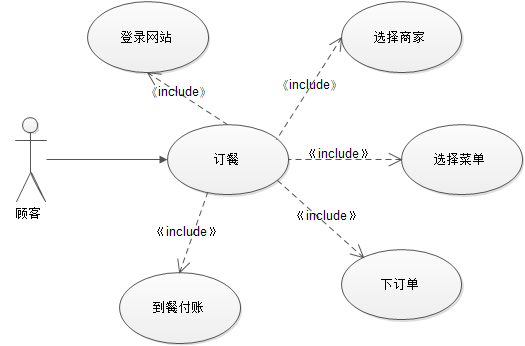 登录网站
选择商家
《include》
《include》
订餐
《include》
选择菜单
顾客
《include》
《include》
到餐付账
下订单